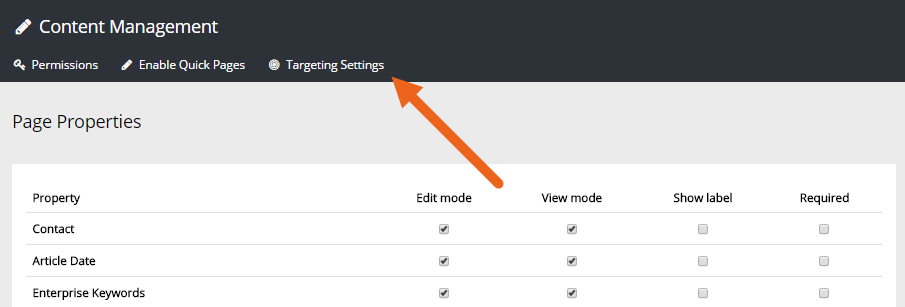 Content Management
Permissions Enable Quick Pages Targeting Settings
Page Properties
Property Edit mode View mode Show label Required
Contact
Article Date
Enterprise Keywords